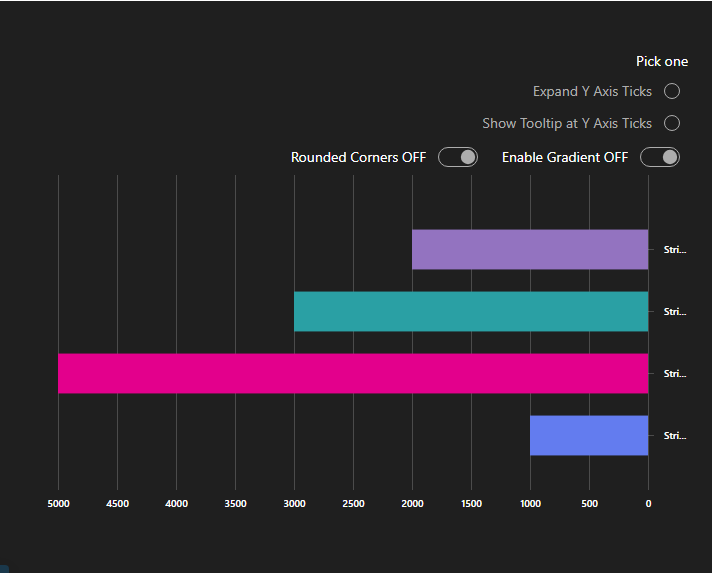 Pick one
Expand Y Axis Ticks
Show Tooltip at Y Axis Ticks
Rounded Corners OFF Enable Gradient OFF
Stri...
Stri...
Stri...
Stri...
5000 4500 4000 3500 3000 2500 2000 1500 1000 500 0